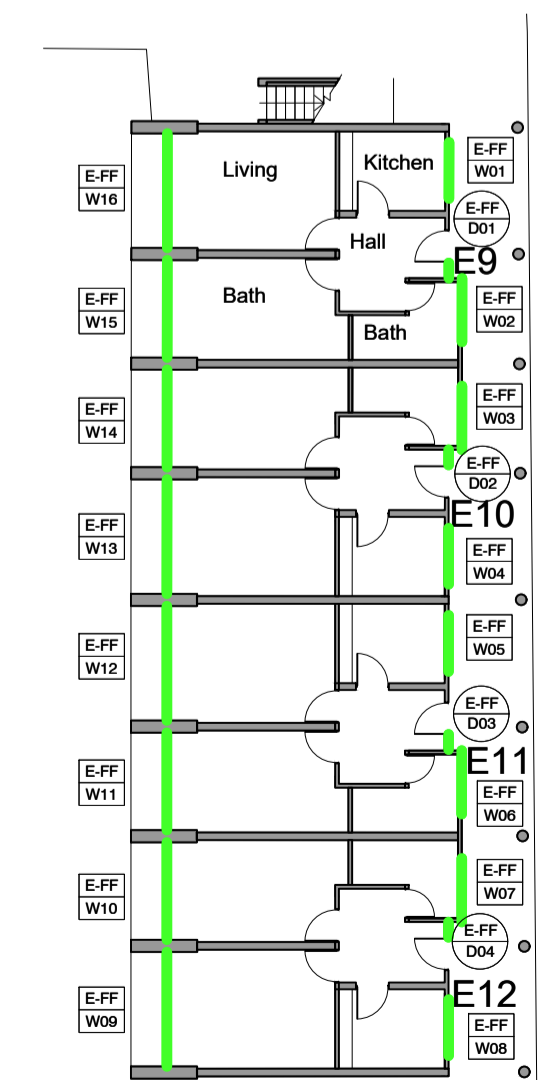 Living
Kitchen
E-FF
W01
E-FF
W16
E-FF
D01
Hall
E9
Bath
E-FF
W02
E-FF
W15
Bath
E-FF
W03
E-FF
W14
E-FF
D02
E10
E-FF
W13
E-FF
W04
E-FF
W05
E-FF
W12
E-FF
D03
E11
E-FF
W11
E-FF
W06
E-FF
W07
E-FF
W10
E-FF
D04
E12
E-FF
W09
E-FF
W08